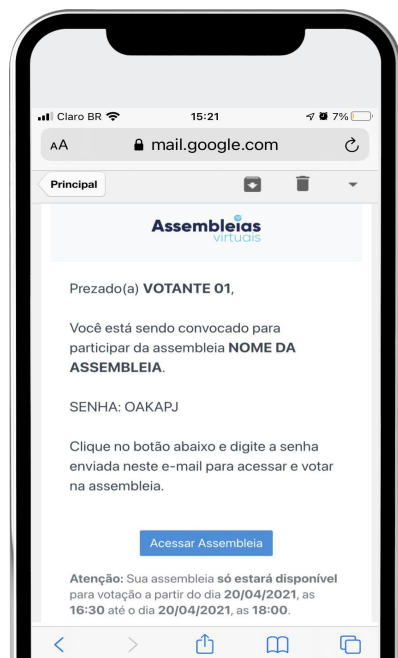 Claro BR 15:21 7%
AA mail.google.com
Principal
Assembleias
virtuais
Prezado(a) VOTANTE 01,
Você está sendo convocado para
participar da assembleia NOME DA
ASSEMBLEIA.
SENHA: OAKAPJ
Clique no botão abaixo e digite a senha
enviada neste e-mail para acessar e votar
na assembleia.
Acessar Assembleia
Atenção: Sua assembleia só estará disponível
para votação a partir do dia 20/04/2021, as
16:30 até o dia 20/04/2021, as 18:00.